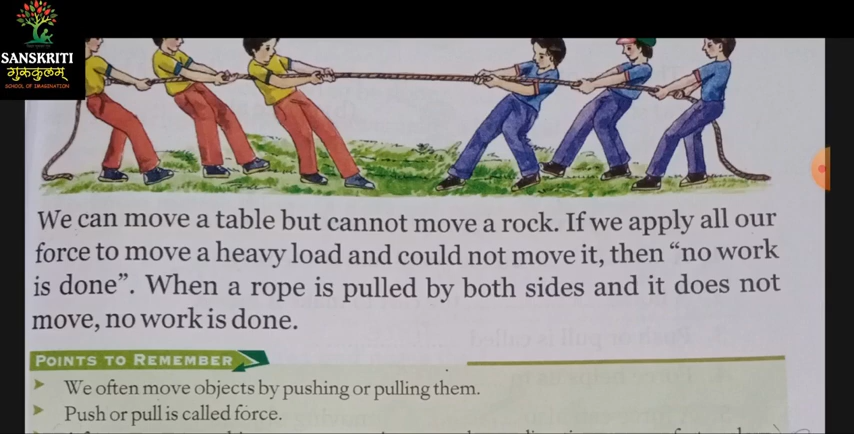 SANSKRITI
गुरुकुलम्
SCHOOL OF IMAGINATION
We can move a table but cannot move a rock. If we apply all our
force to move a heavy load and could not move it, then “no work
is done”. When a rope is pulled by both sides and it does not
move, no work is done.
POINTS TO REMEMBER
We often move objects by pushing or pulling them.
Push or pull is called force.